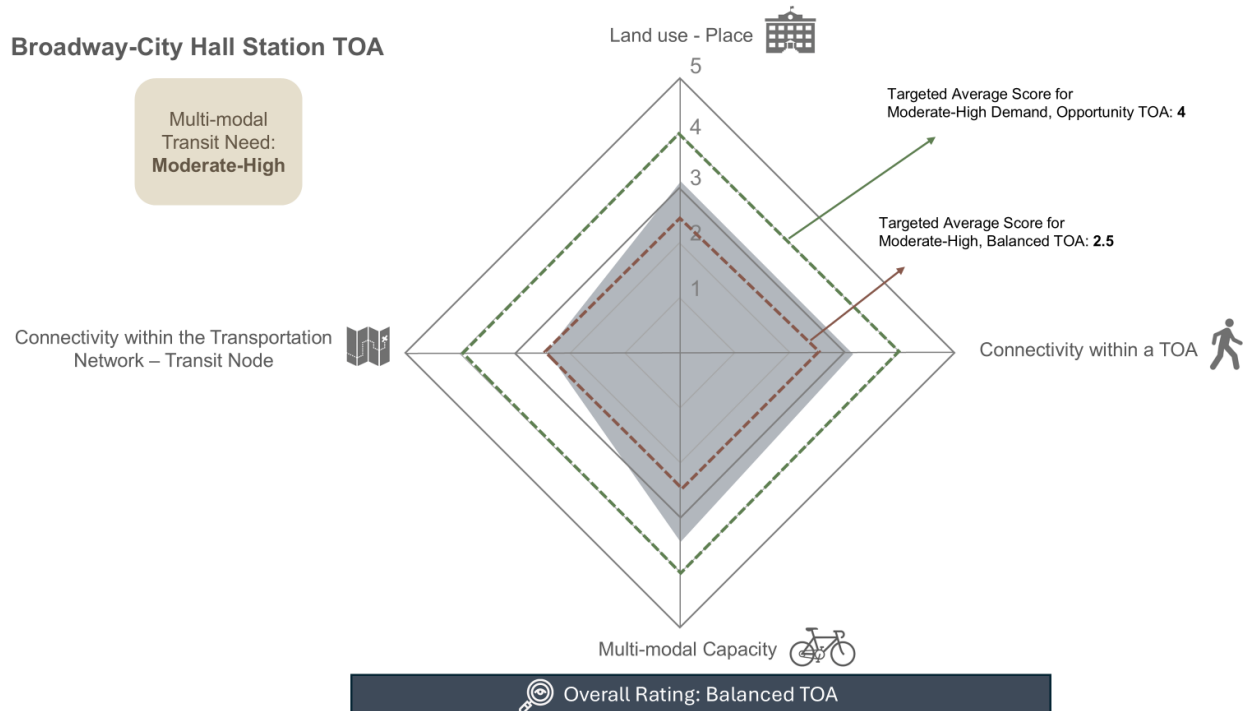 Broadway-City Hall Station TOA
Multi-modal
Transit Need:
Moderate-High
Land use - Place
5
4
3
2
1
Targeted Average Score for
Moderate-High Demand, Opportunity TOA: 4
Targeted Average Score for
Moderate-High, Balanced TOA: 2.5
Connectivity within the Transportation
Network – Transit Node
Connectivity within a TOA
Multi-modal Capacity
Overall Rating: Balanced TOA